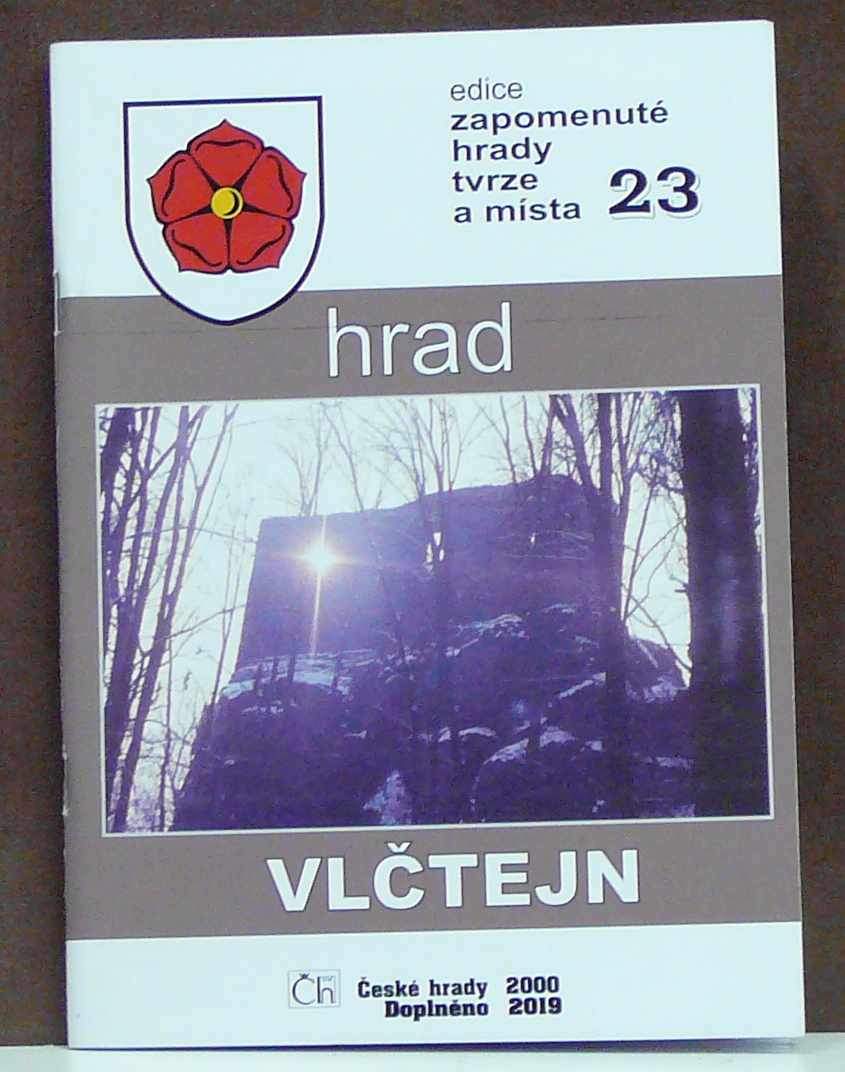 edice
zapomenuté
hrady
tvrze
a místa 23
hrad
VLČTEJN
Čh
České hrady 2000
Doplněno 2019